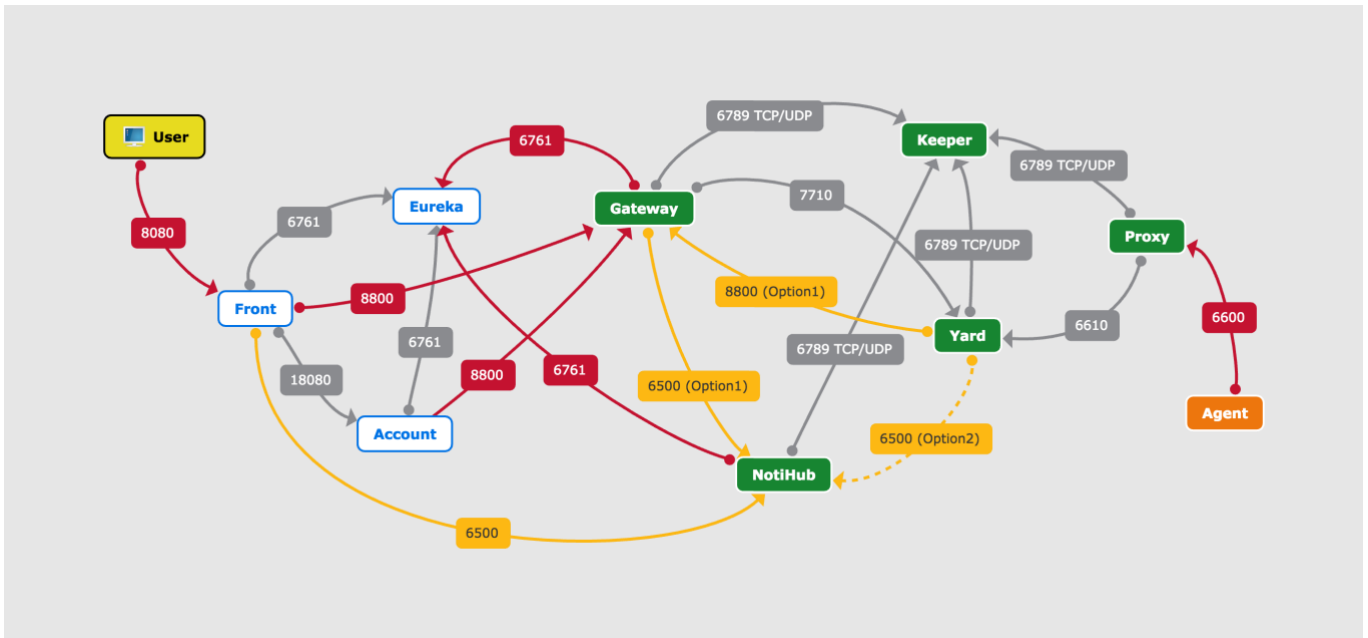 6789 TCP/UDP
User
6761
Keeper
6789 TCP/UDP
7710
Eureka
Gateway
6761
8080
Proxy
6789 TCP/UDP
8800 (Option1)
8800
Front
6600
6610
Yard
6761
6789 TCP/UDP
6761
8800
18080
6500 (Option1)
Agent
Account
6500 (Option2)
NotiHub
6500